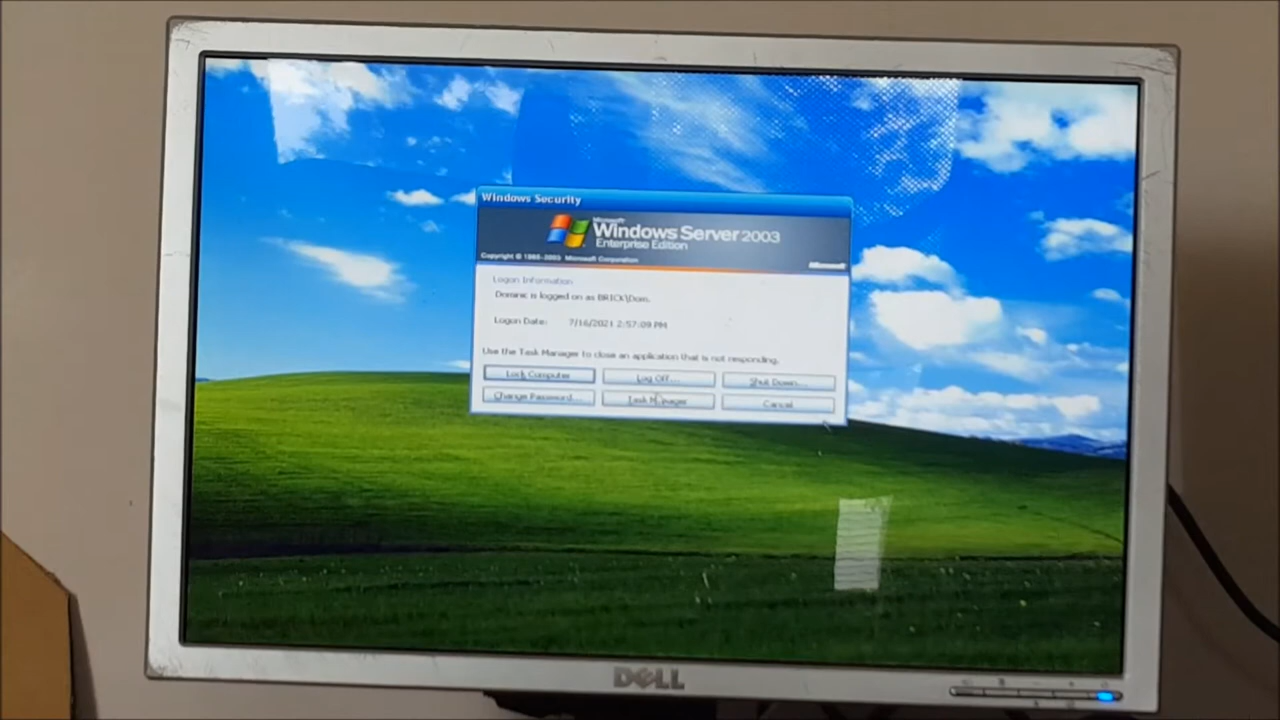 Windows Security
Microsoft
Windows Server 2003
Enterprise Edition
Copyright © 1985-2003 Microsoft Corporation
Microsoft
Logon Information
Dominic is logged on as BRICK\Dom.
Logon Date: 7/16/2021 2:57:09 PM
Use the Task Manager to close an application that is not responding.
Lock Computer Log Off... Shut Down...
Change Password... Task Manager Cancel
DELL